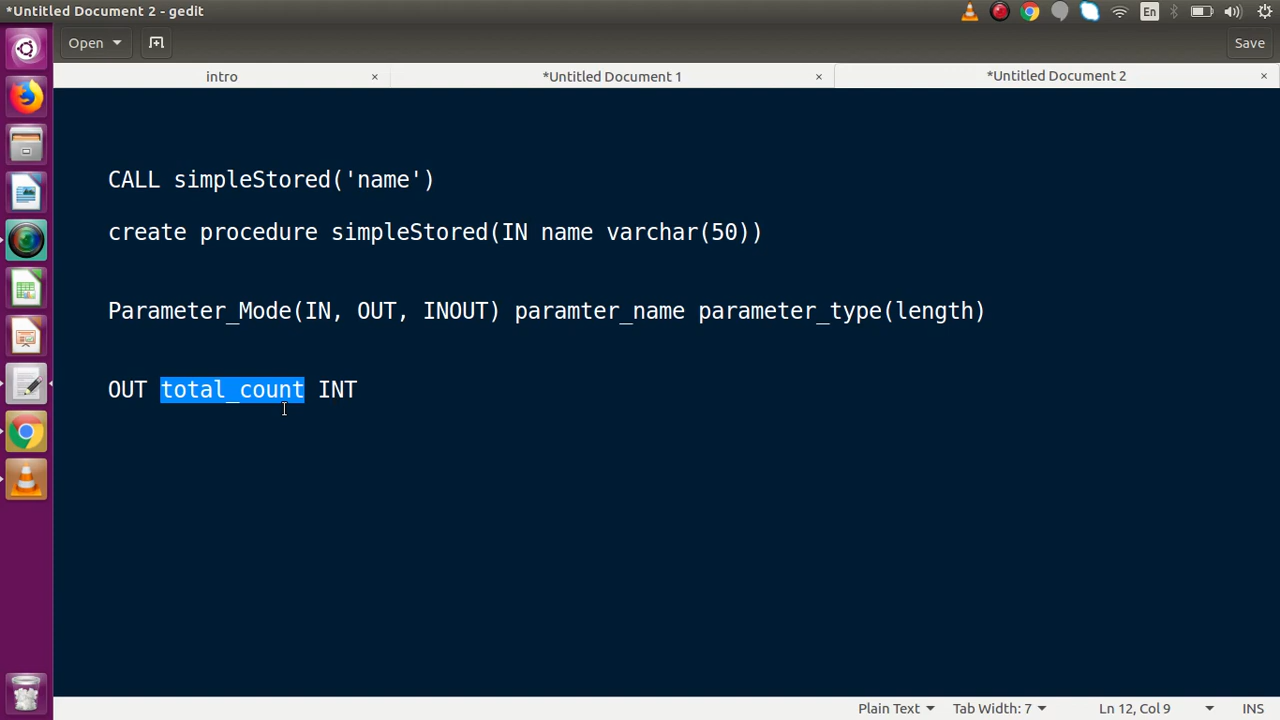 *Untitled Document 2 - gedit
En
Open
Save
intro
*Untitled Document 1
*Untitled Document 2
CALL simpleStored('name')
create procedure simpleStored(IN name varchar(50))
Parameter_Mode(IN, OUT, INOUT) paramter_name parameter_type(length)
OUT total_count INT
Plain Text
Tab Width: 7
Ln 12, Col 9
INS